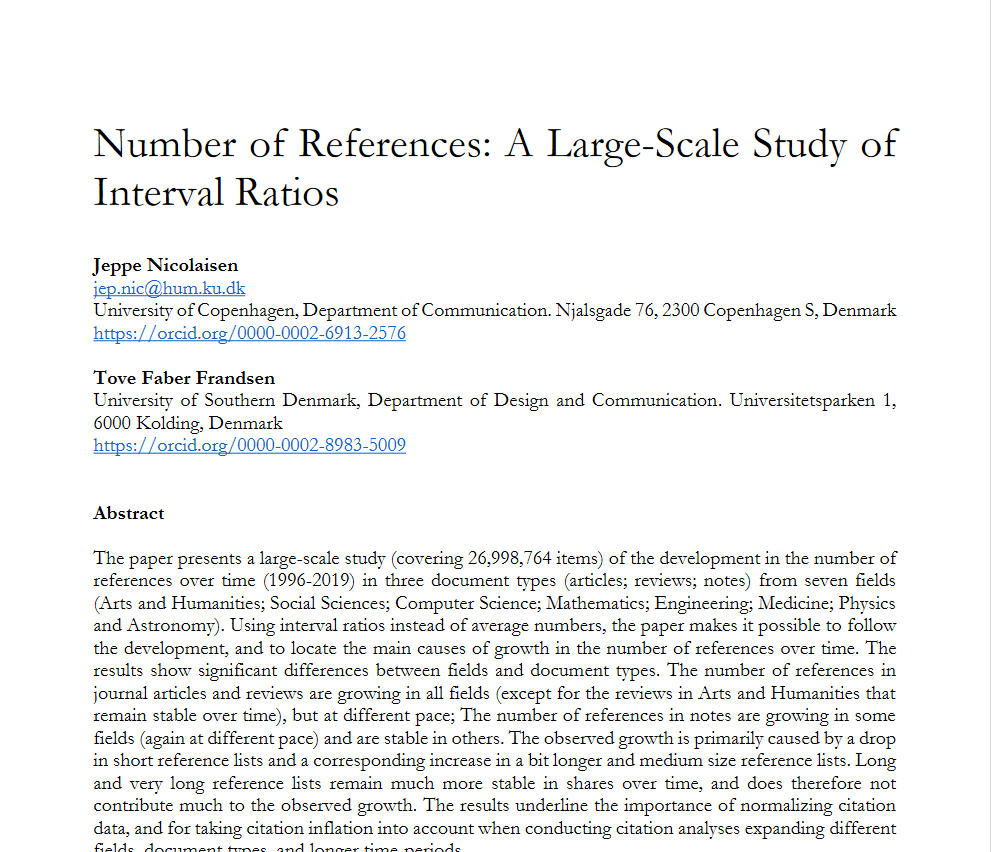 Number of References: A Large-Scale Study of
Interval Ratios
Jeppe Nicolaisen
jep.nic@hum.ku.dk
University of Copenhagen, Department of Communication. Njalsgade 76, 2300 Copenhagen S, Denmark
https://orcid.org/0000-0002-6913-2576
Tove Faber Frandsen
University of Southern Denmark, Department of Design and Communication. Universitetsparken 1,
6000 Kolding, Denmark
https://orcid.org/0000-0002-8983-5009
Abstract
The paper presents a large-scale study (covering 26,998,764 items) of the development in the number of
references over time (1996-2019) in three document types (articles; reviews; notes) from seven fields
(Arts and Humanities; Social Sciences; Computer Science; Mathematics; Engineering; Medicine; Physics
and Astronomy). Using interval ratios instead of average numbers, the paper makes it possible to follow
the development, and to locate the main causes of growth in the number of references over time. The
results show significant differences between fields and document types. The number of references in
journal articles and reviews are growing in all fields (except for the reviews in Arts and Humanities that
remain stable over time), but at different pace; The number of references in notes are growing in some
fields (again at different pace) and are stable in others. The observed growth is primarily caused by a drop
in short reference lists and a corresponding increase in a bit longer and medium size reference lists. Long
and very long reference lists remain much more stable in shares over time, and does therefore not
contribute much to the observed growth. The results underline the importance of normalizing citation
data, and for taking citation inflation into account when conducting citation analyses expanding different
fields, document types, and longer time periods.